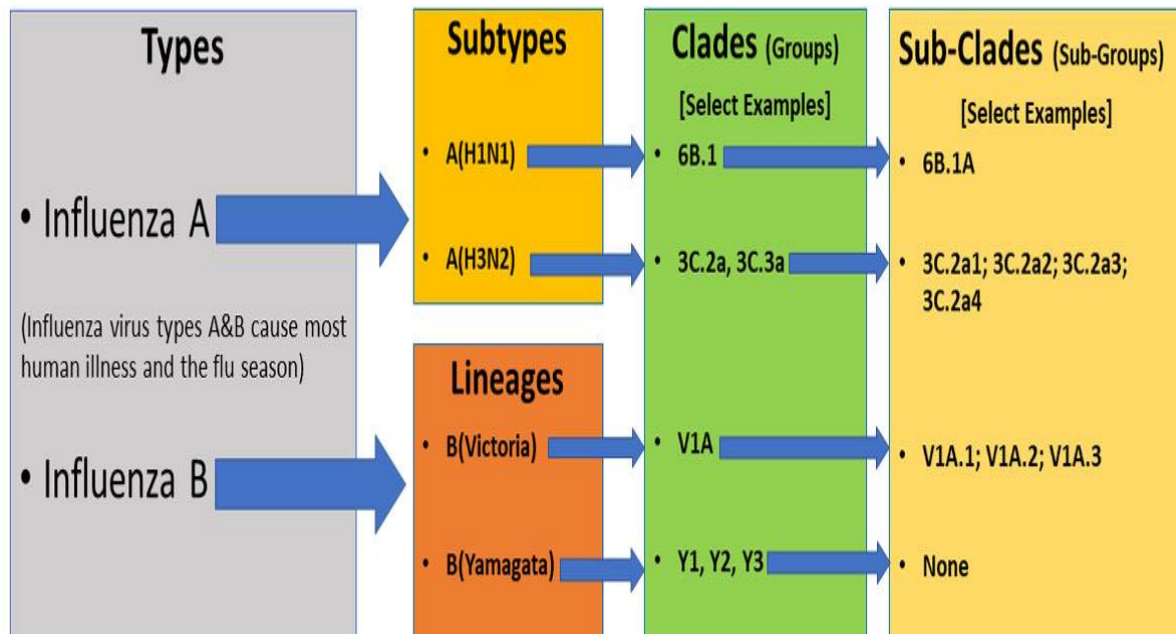 Types
• Influenza A
(Influenza virus types A&B cause most
human illness and the flu season)
• Influenza B
Subtypes
• A(H1N1)
• A(H3N2)
Lineages
• B(Victoria)
• B(Yamagata)
Clades (Groups)
[Select Examples]
• 6B.1
• 3C.2a, 3C.3a
• V1A
• Y1, Y2, Y3
Sub-Clades (Sub-Groups)
[Select Examples]
• 6B.1A
• 3C.2a1; 3C.2a2; 3C.2a3;
3C.2a4
• V1A.1; V1A.2; V1A.3
• None